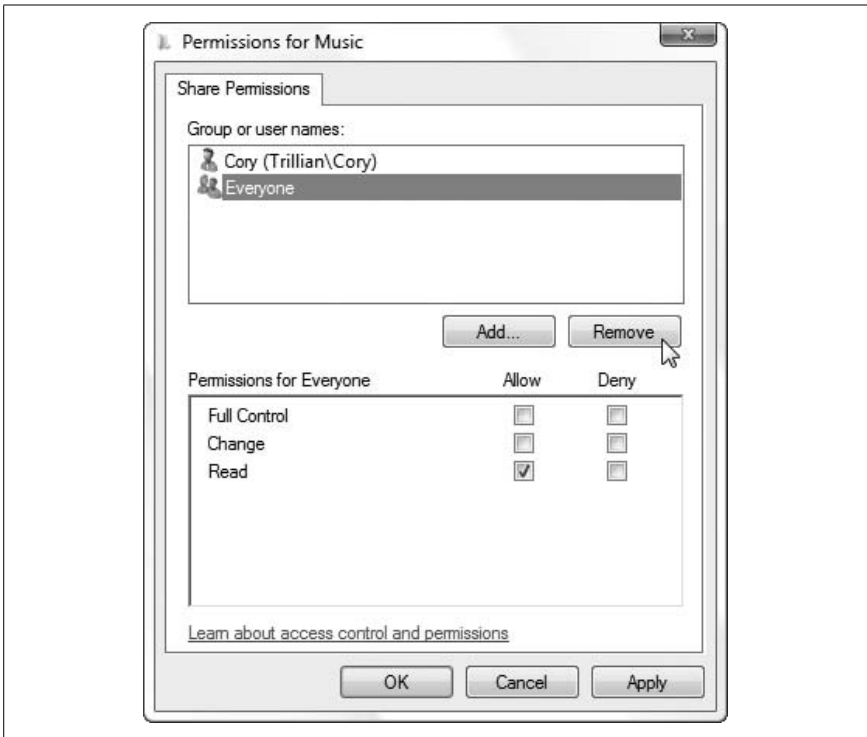 Permissions for Music
Share Permissions
Group or user names:
Cory (Trillian\Cory)
Everyone
Add... Remove
Permissions for Everyone Allow Deny
Full Control
Change
Read
Learn about access control and permissions
OK Cancel Apply